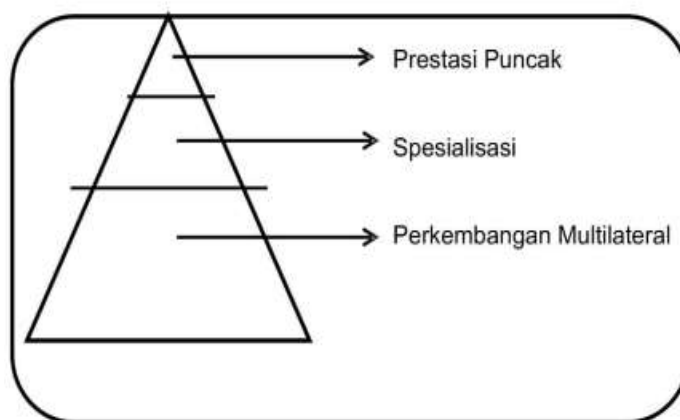 Prestasi Puncak
Spesialisasi
Perkembangan Multilateral